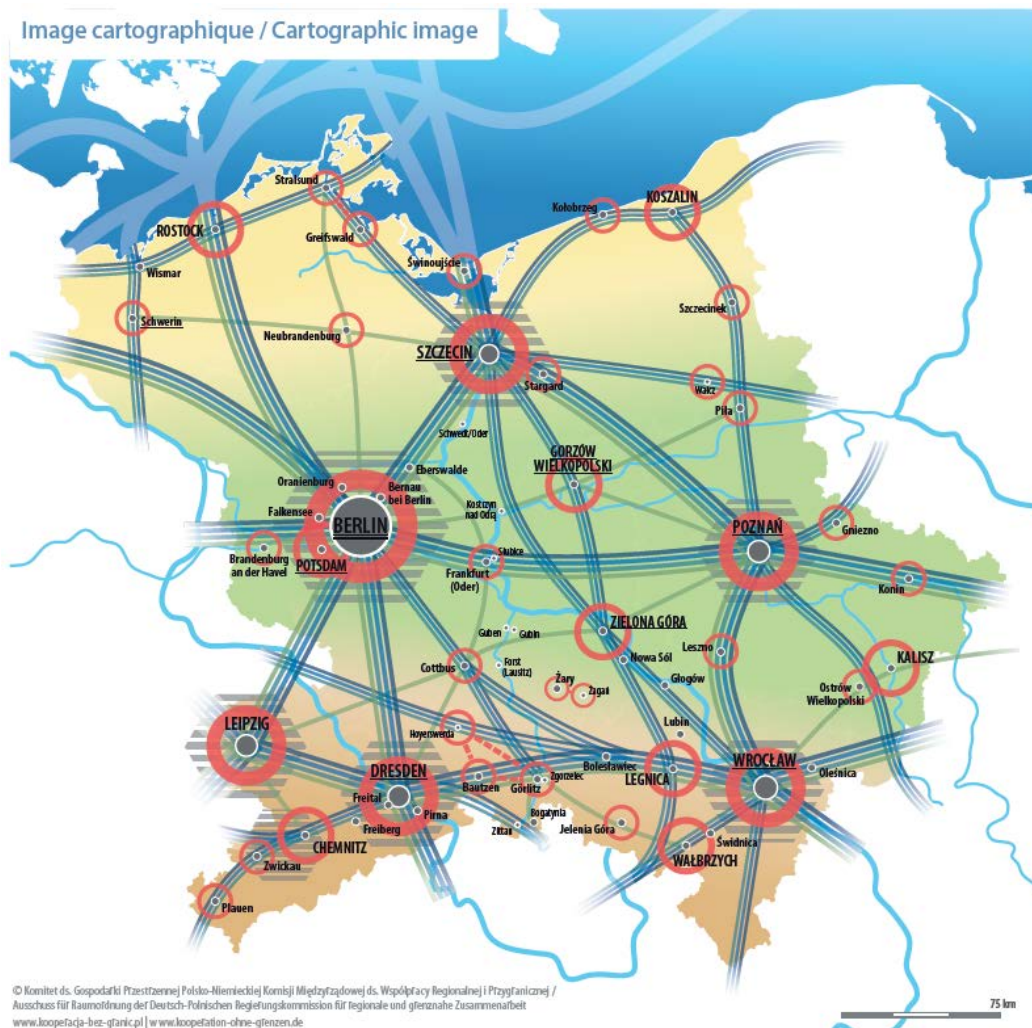 Image cartographique / Cartographic image
Stralsund
ROSTOCK
Greifswald
Wismar
Schwerin
Neubrandenburg
Kołobrzeg
KOSZALIN
Świnoujście
Szczecinek
SZCZECIN
Stargard
Wałcz
Piła
Schwedt/Oder
Eberswalde
GORZÓW
WIELKOPOLSKI
Oranienburg
Bernau
bei Berlin
Falkensee
BERLIN
Kostrzyn
nad Odrą
POZNAŃ
Gniezno
Brandenburg
an der Havel
POTSDAM
Słubice
Frankfurt
(Oder)
Konin
ZIELONA GÓRA
Guben
Gubin
Leszno
Nowa Sól
KALISZ
Cottbus
Forst
(Lausitz)
Żary
Żagań
Głogów
Ostrów
Wielkopolski
LEIPZIG
Hoyerswerda
Lubin
DRESDEN
Bolesławiec
LEGNICA
WROCŁAW
Oleśnica
Bautzen
Görlitz
Zgorzelec
Freital
Pirna
Freiberg
Zittau
Bogatynia
Jelenia Góra
CHEMNITZ
Świdnica
WAŁBRZYCH
Zwickau
Plauen
© Komitet ds. Gospodarki Przestrzennej Polsko-Niemieckiej Komisji Międzyrządowej ds. Współpracy Regionalnej i Przygranicznej /
Ausschuss für Raumordnung der Deutsch-Polnischen Regierungskommission für regionale und grenznahe Zusammenarbeit
www.kooperacja-bez-granic.pl | www.kooperation-ohne-grenzen.de
75 km